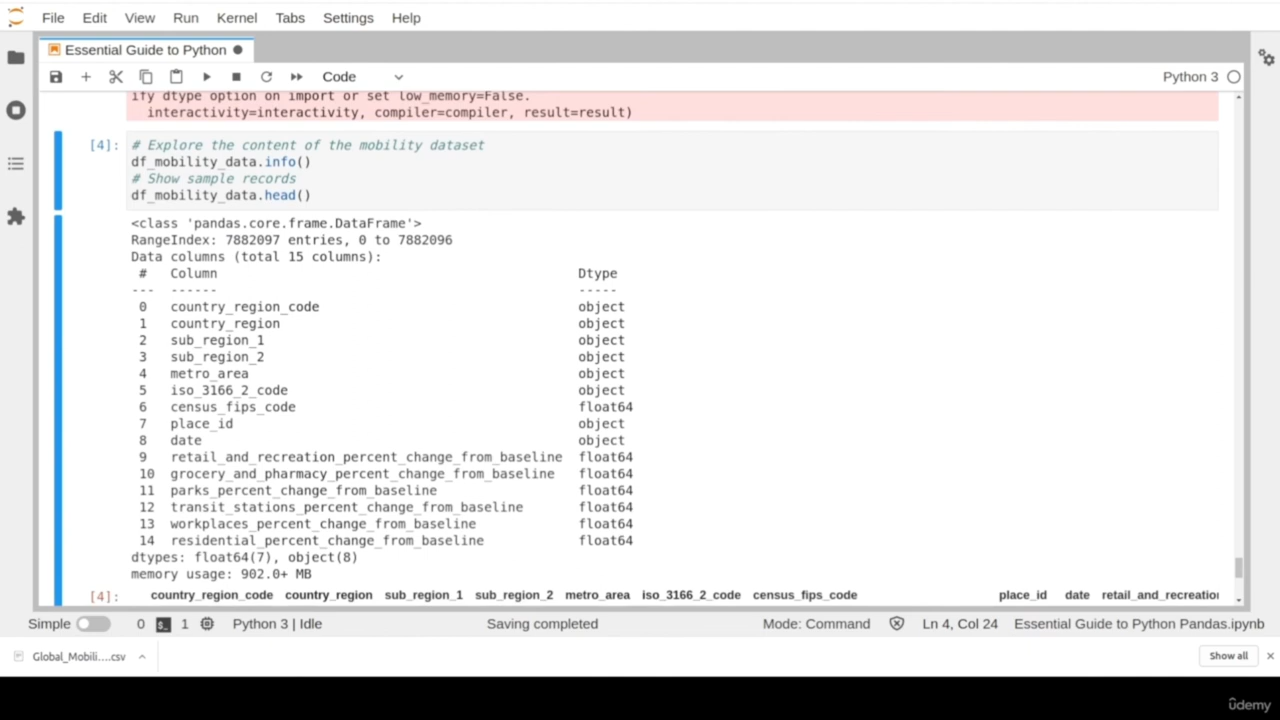 File Edit View Run Kernel Tabs Settings Help
Essential Guide to Python
Code
Python 3
ify dtype option on import or set low_memory=False.
interactivity=interactivity, compiler=compiler, result=result)
[4]: # Explore the content of the mobility dataset
df_mobility_data.info()
# Show sample records
df_mobility_data.head()
<class 'pandas.core.frame.DataFrame'>
RangeIndex: 7882097 entries, 0 to 7882096
Data columns (total 15 columns):
# Column Dtype
--- ------ -----
0 country_region_code object
1 country_region object
2 sub_region_1 object
3 sub_region_2 object
4 metro_area object
5 iso_3166_2_code object
6 census_fips_code float64
7 place_id object
8 date object
9 retail_and_recreation_percent_change_from_baseline float64
10 grocery_and_pharmacy_percent_change_from_baseline float64
11 parks_percent_change_from_baseline float64
12 transit_stations_percent_change_from_baseline float64
13 workplaces_percent_change_from_baseline float64
14 residential_percent_change_from_baseline float64
dtypes: float64(7), object(8)
memory usage: 902.0+ MB
[4]: country_region_code country_region sub_region_1 sub_region_2 metro_area iso_3166_2_code census_fips_code place_id date retail_and_recreation
Simple 0 $_ 1 Python 3 | Idle Saving completed Mode: Command Ln 4, Col 24 Essential Guide to Python Pandas.ipynb
Global_Mobili....csv Show all
ûdemy